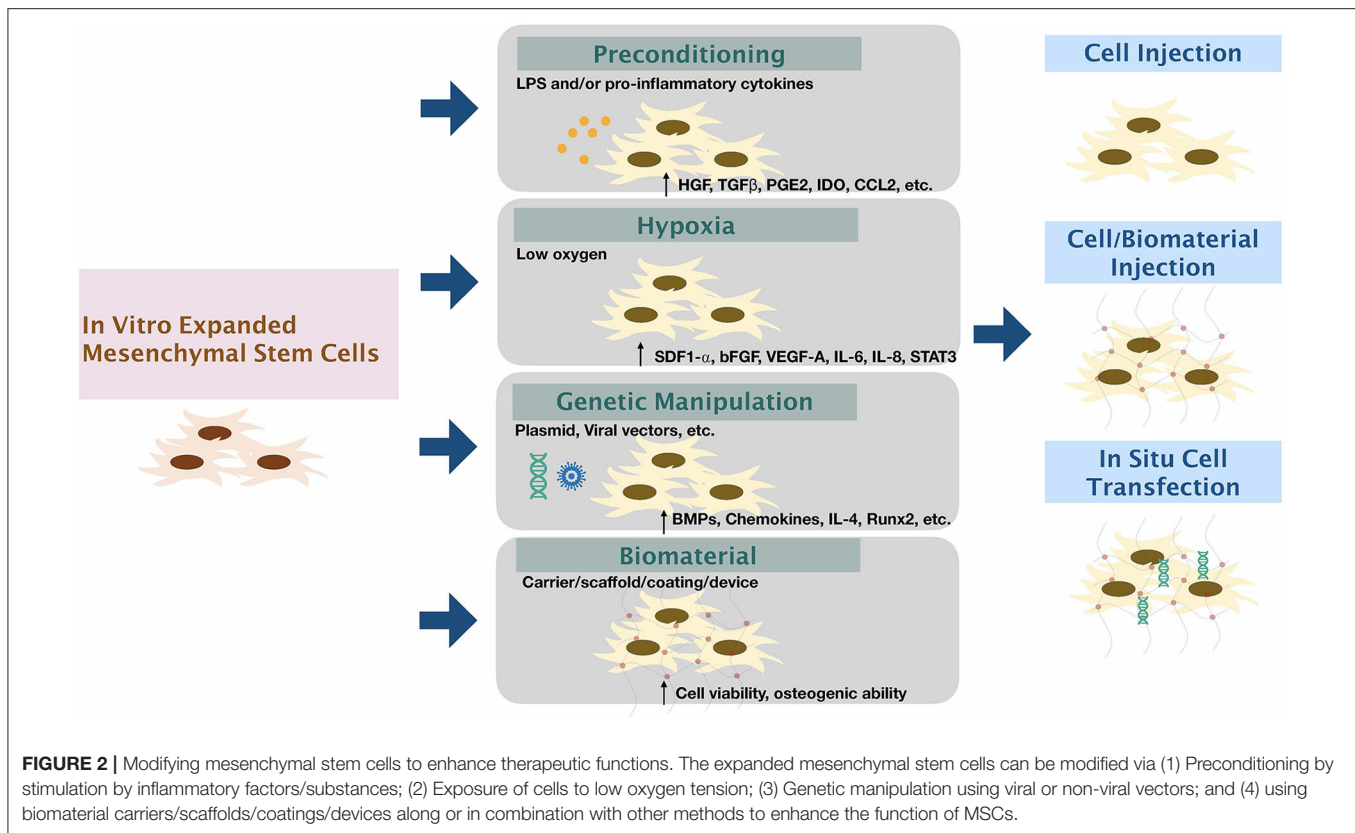 In Vitro Expanded
Mesenchymal Stem Cells
Preconditioning
LPS and/or pro-inflammatory cytokines
HGF, TGFβ, PGE2, IDO, CCL2, etc.
Hypoxia
Low oxygen
SDF1-α, bFGF, VEGF-A, IL-6, IL-8, STAT3
Genetic Manipulation
Plasmid, Viral vectors, etc.
BMPs, Chemokines, IL-4, Runx2, etc.
Biomaterial
Carrier/scaffold/coating/device
Cell viability, osteogenic ability
Cell Injection
Cell/Biomaterial
Injection
In Situ Cell
Transfection
FIGURE 2 | Modifying mesenchymal stem cells to enhance therapeutic functions. The expanded mesenchymal stem cells can be modified via (1) Preconditioning by
stimulation by inflammatory factors/substances; (2) Exposure of cells to low oxygen tension; (3) Genetic manipulation using viral or non-viral vectors; and (4) using
biomaterial carriers/scaffolds/coatings/devices along or in combination with other methods to enhance the function of MSCs.